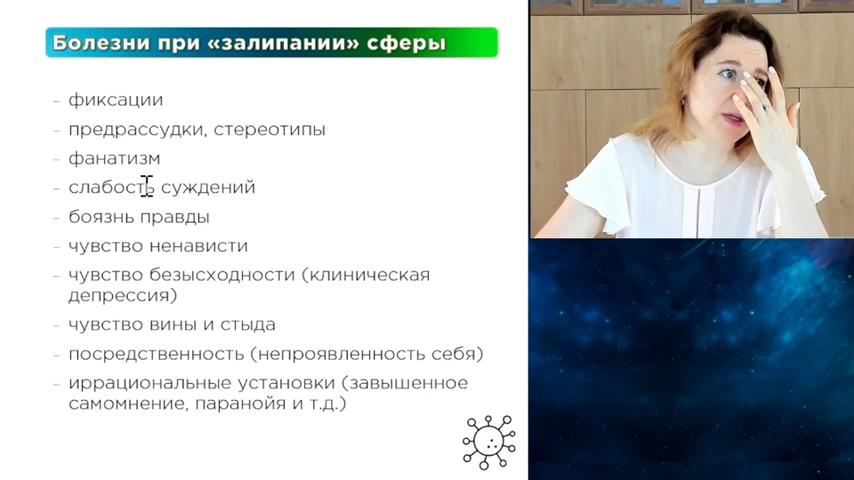 Болезни при «залипании» сферы
- фиксации
- предрассудки, стереотипы
- фанатизм
- слабость суждений
- боязнь правды
- чувство ненависти
- чувство безысходности (клиническая
депрессия)
- чувство вины и стыда
- посредственность (непроявленность себя)
- иррациональные установки (завышенное
самомнение, паранойя и т.д.)